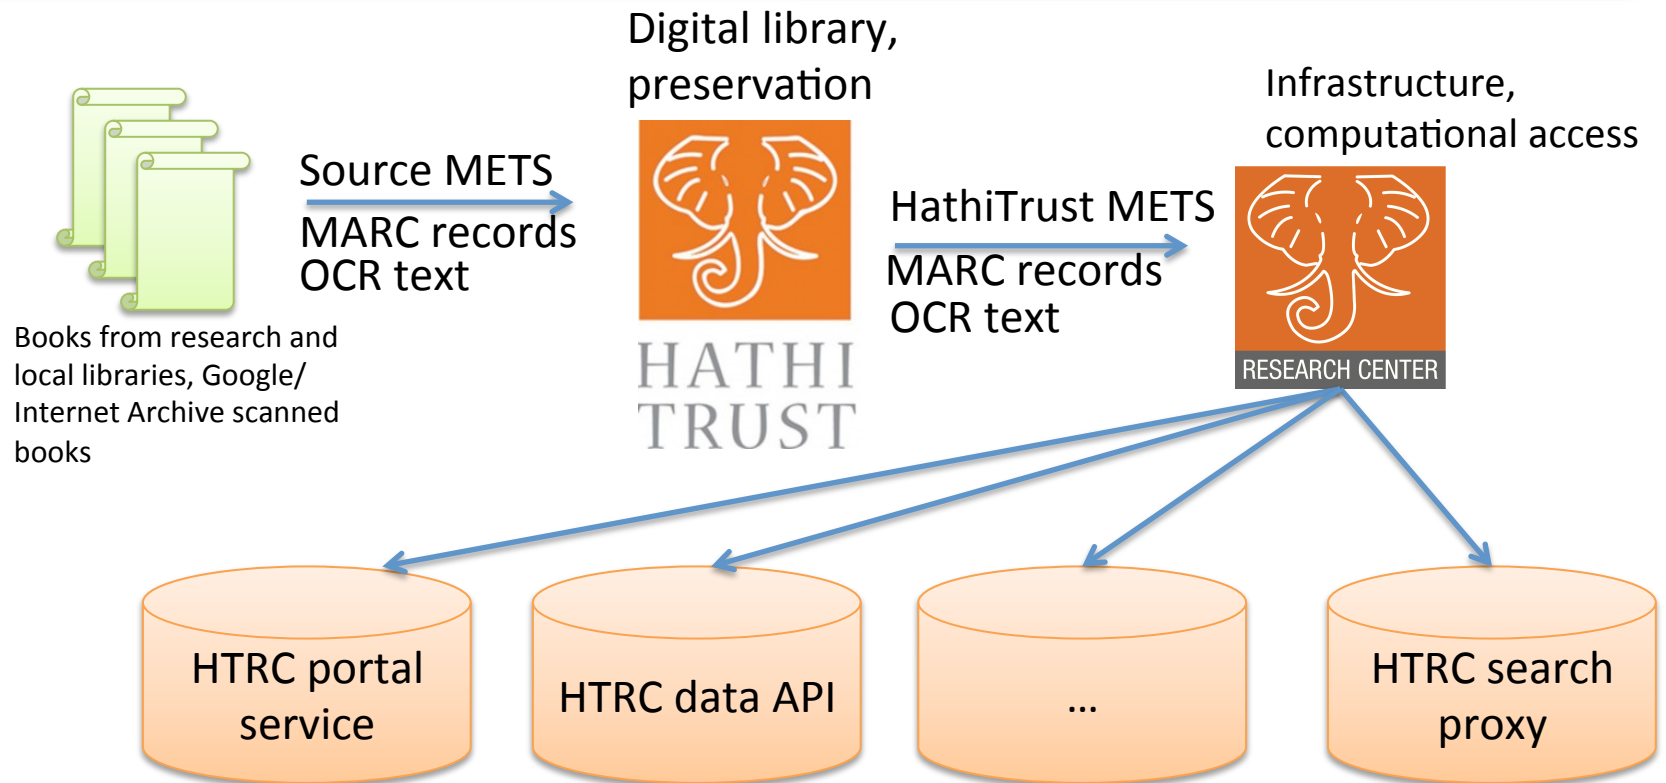 Digital library,
preservation
Infrastructure,
computational access
Source METS
MARC records
OCR text
HathiTrust METS
MARC records
OCR text
Books from research and
local libraries, Google/
Internet Archive scanned
books
HATHI
TRUST
RESEARCH CENTER
HTRC portal
service
HTRC data API
...
HTRC search
proxy